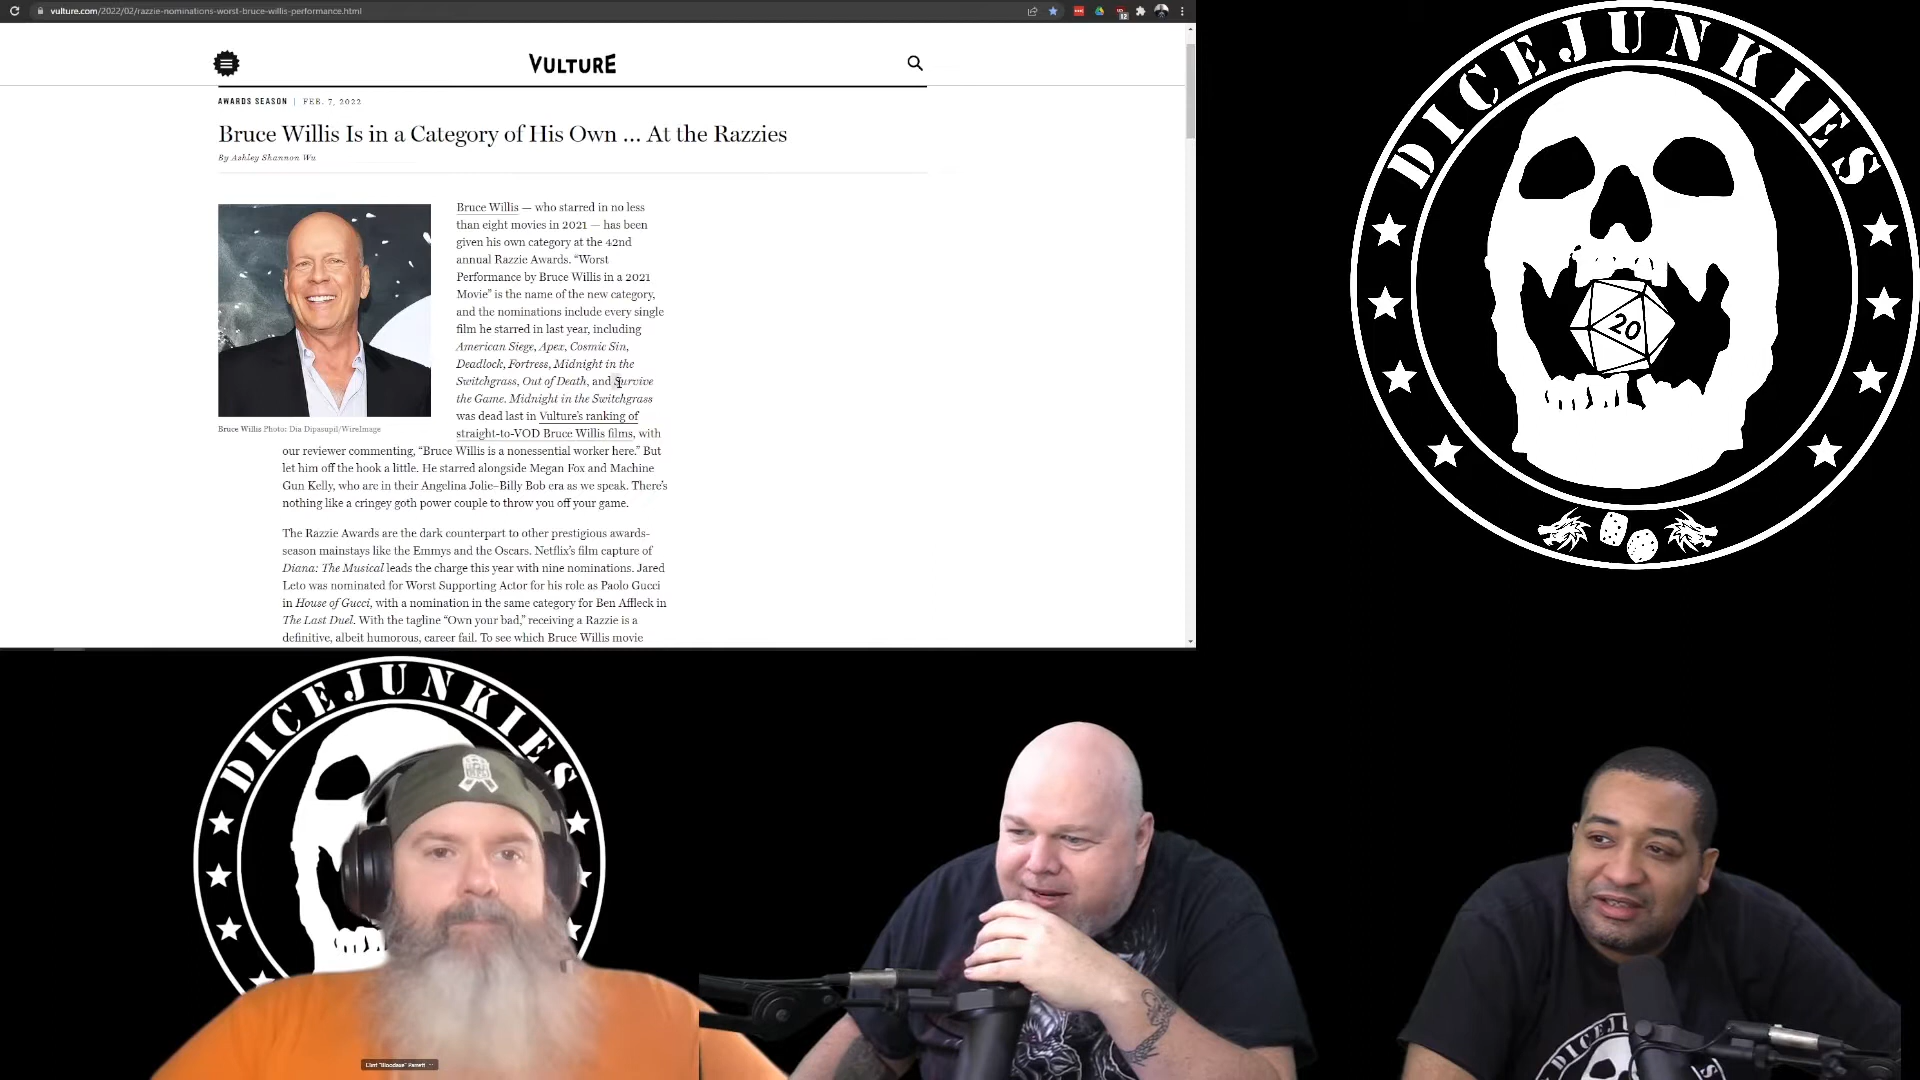 vulture.com/2022/02/razzie-nominations-worst-bruce-willis-performance.html
12
VULTURE
AWARDS SEASON | FEB. 7, 2022
Bruce Willis Is in a Category of His Own … At the Razzies
By Ashley Shannon Wu
Bruce Willis — who starred in no less
than eight movies in 2021 — has been
given his own category at the 42nd
annual Razzie Awards. “Worst
Performance by Bruce Willis in a 2021
Movie” is the name of the new category,
and the nominations include every single
film he starred in last year, including
American Siege, Apex, Cosmic Sin,
Deadlock, Fortress, Midnight in the
Switchgrass, Out of Death, and Survive
the Game. Midnight in the Switchgrass
was dead last in Vulture’s ranking of
straight-to-VOD Bruce Willis films, with
Bruce Willis Photo: Dia Dipasupil/WireImage
our reviewer commenting, “Bruce Willis is a nonessential worker here.” But
let him off the hook a little. He starred alongside Megan Fox and Machine
Gun Kelly, who are in their Angelina Jolie–Billy Bob era as we speak. There’s
nothing like a cringey goth power couple to throw you off your game.
The Razzie Awards are the dark counterpart to other prestigious awards-
season mainstays like the Emmys and the Oscars. Netflix’s film capture of
Diana: The Musical leads the charge this year with nine nominations. Jared
Leto was nominated for Worst Supporting Actor for his role as Paolo Gucci
in House of Gucci, with a nomination in the same category for Ben Affleck in
The Last Duel. With the tagline “Own your bad,” receiving a Razzie is a
definitive, albeit humorous, career fail. To see which Bruce Willis movie
DICEJUNKIES
20
DICEJUNKIES
Clint "Bloodaxe" Parrett
DICE